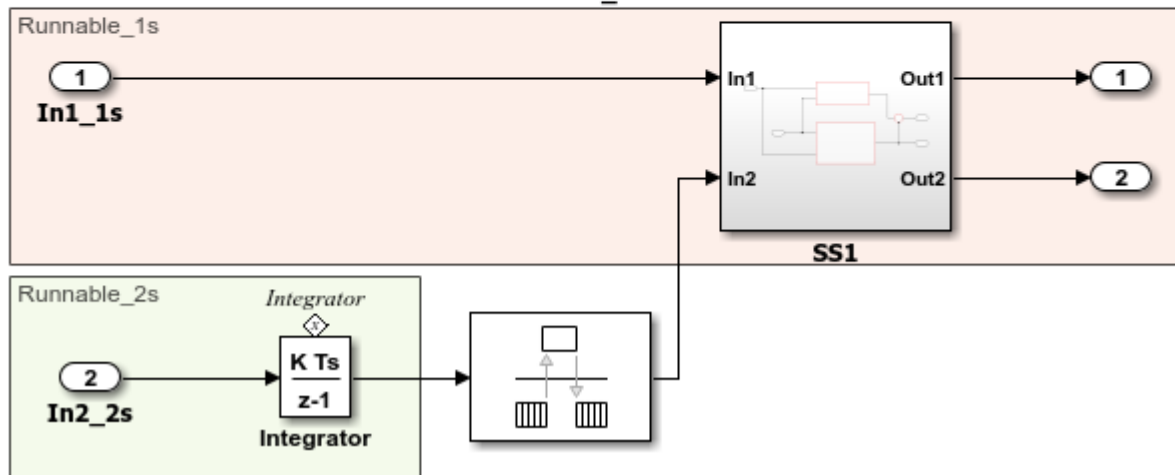 Runnable_1s
1
In1_1s
In1
Out1
1
In2
Out2
2
SS1
Runnable_2s
Integrator
x
2
In2_2s
K Ts
z-1
Integrator